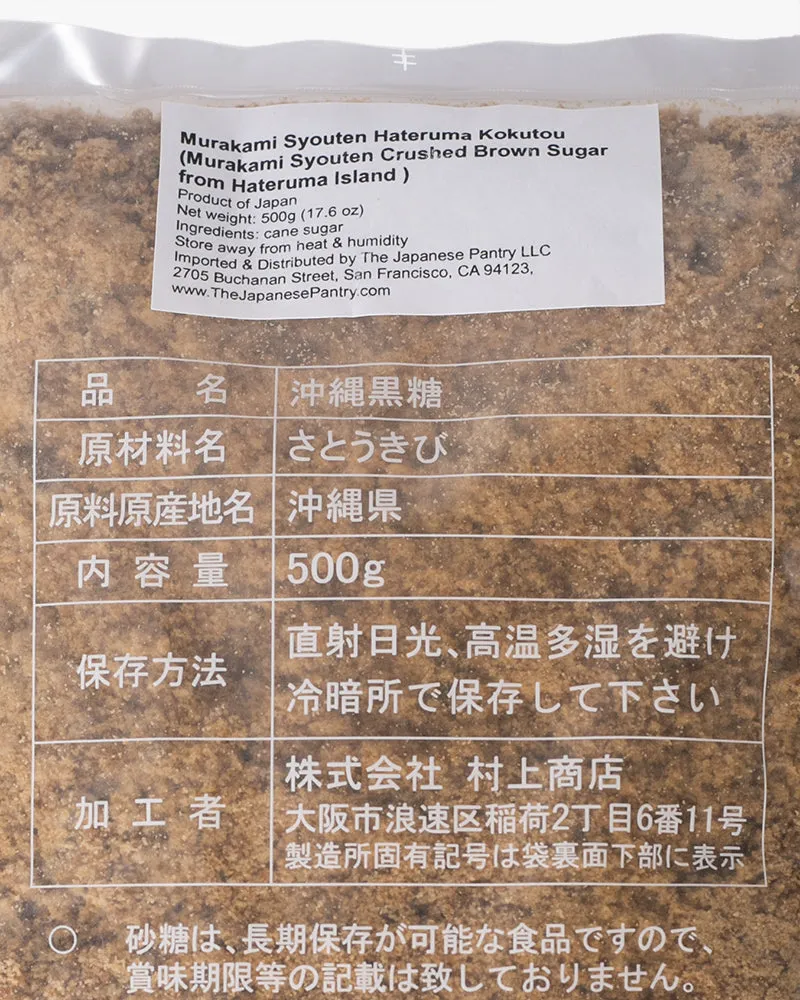 Murakami Syouten Hateruma Kokutou
(Murakami Syouten Crushed Brown Sugar
from Hateruma Island )
Product of Japan
Net weight: 500g (17.6 oz)
Ingredients: cane sugar
Store away from heat & humidity
Imported & Distributed by The Japanese Pantry LLC
2705 Buchanan Street, San Francisco, CA 94123,
www.TheJapanesePantry.com
品名 沖縄黒糖
原材料名 さとうきび
原料原産地名 沖縄県
内容量 500g
保存方法 直射日光、高温多湿を避け
冷暗所で保存して下さい
加工者 株式会社 村上商店
大阪市浪速区稲荷2丁目6番11号
製造所固有記号は袋裏面下部に表示
○ 砂糖は、長期保存が可能な食品ですので、
賞味期限等の記載は致しておりません。